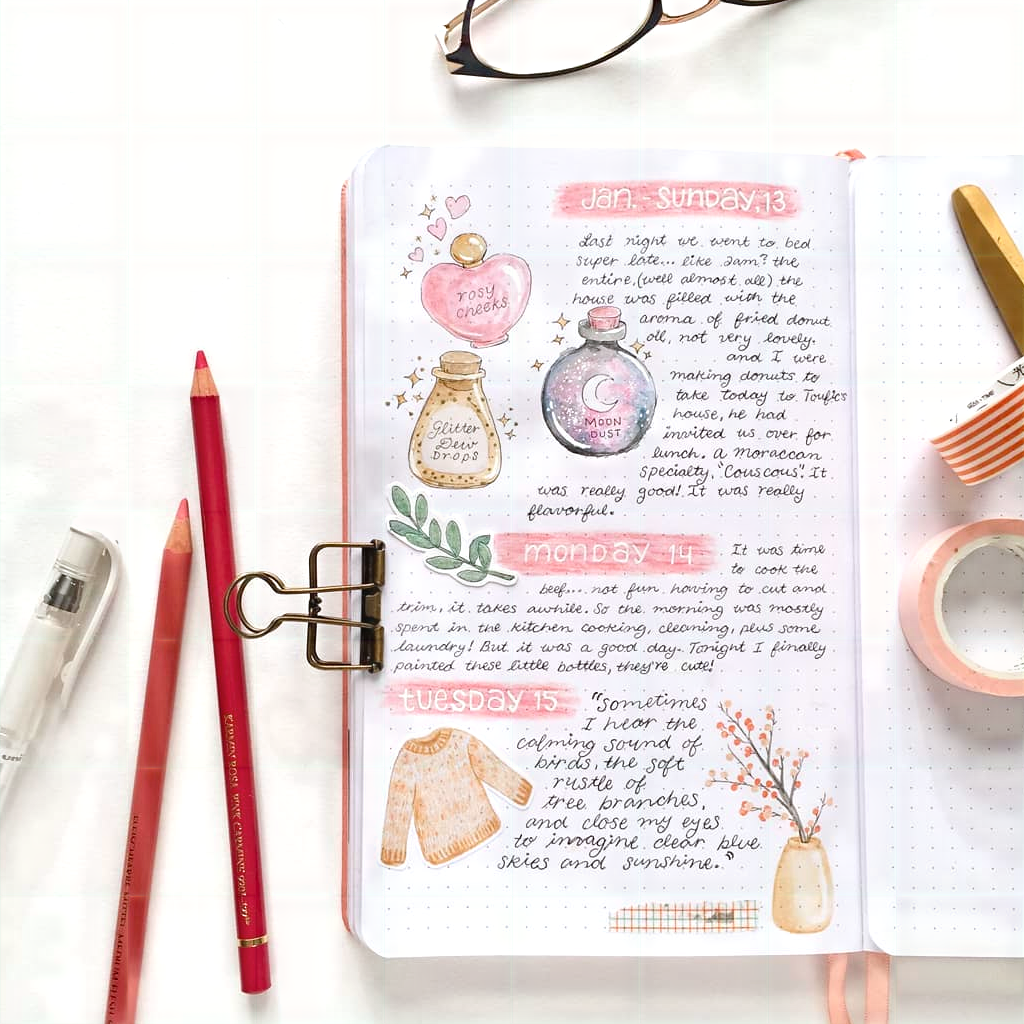 Jan. - Sunday, 13
Last night we went to bed
super late... like 2am? the
entire, (well almost all) the
house was filled with the
aroma of fried donut
oil, not very lovely.
and I were
making donuts to
take today to Toufic's
house, he had
invited us over for
lunch. A moraccan
specialty, "Couscous". It
was really good! It was really
flavorful.
rosy
cheeks
Glitter
Dew
Drops
MOON
DUST
monday 14
It was time
to cook the
beef... not fun having to cut and
trim, it takes awhile. So the morning was mostly
spent in the kitchen cooking, cleaning, plus some
laundry! But it was a good day. Tonight I finally
painted these little bottles, they're cute!
tuesday 15
"sometimes
I hear the
calming sound of
birds, the soft
rustle of
tree branches,
and close my eyes
to imagine clear blue
skies and sunshine."